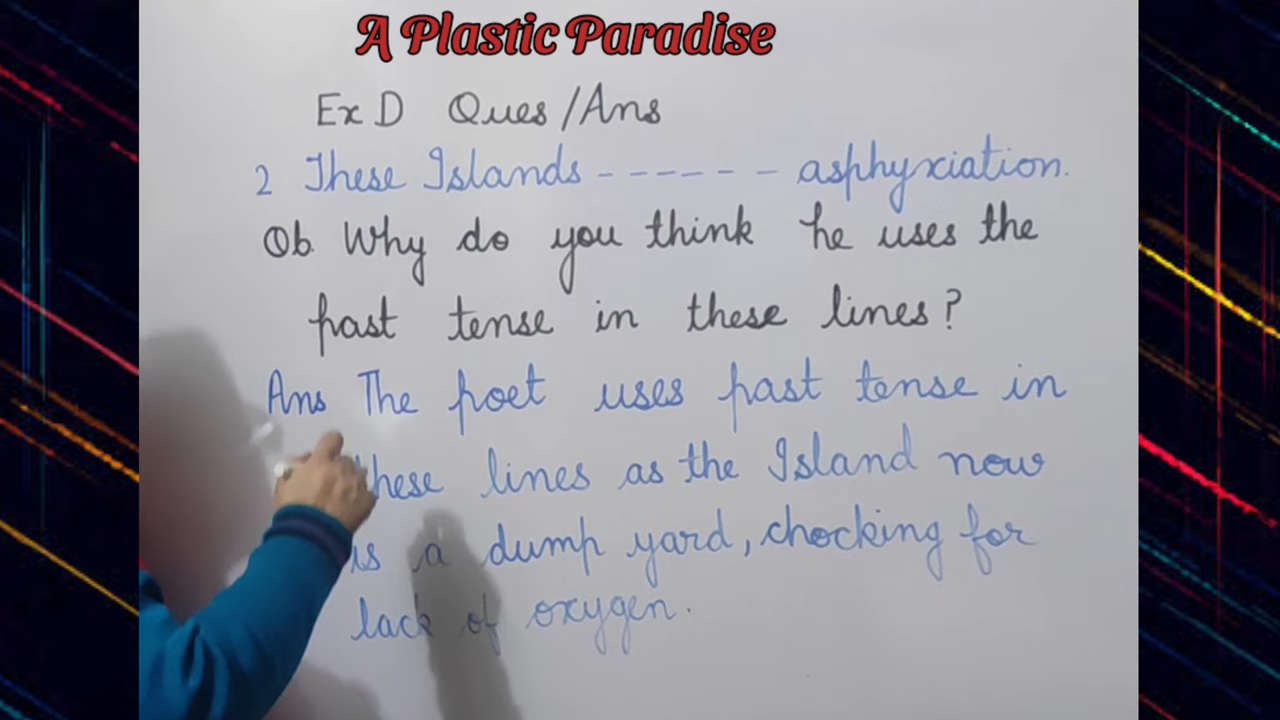 A Plastic Paradise
Ex D Ques/Ans
2 These Islands ------ asphyxiation.
Qb. Why do you think he uses the
past tense in these lines?
Ans The poet uses past tense in
these lines as the Island now
is a dump yard, chocking for
lack of oxygen.